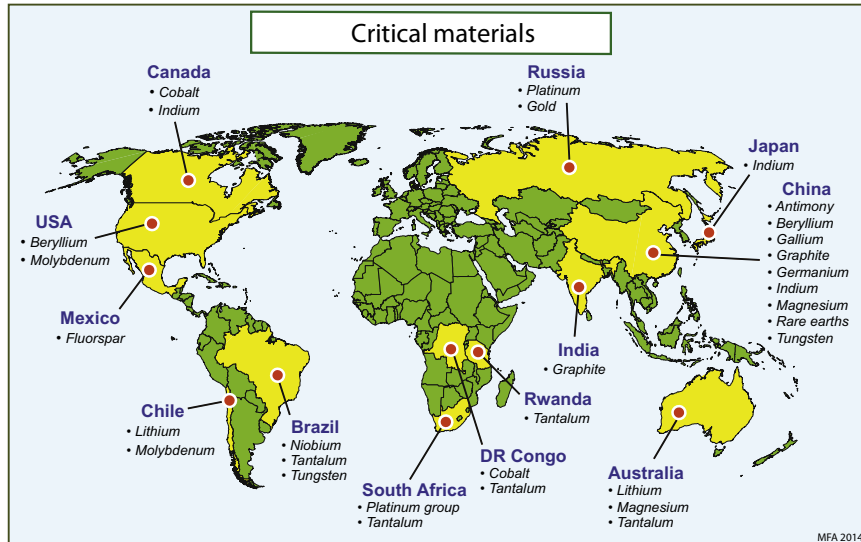 Critical materials
Canada
• Cobalt
• Indium
Russia
• Platinum
• Gold
Japan
• Indium
China
• Antimony
• Beryllium
• Gallium
• Graphite
• Germanium
• Indium
• Magnesium
• Rare earths
• Tungsten
USA
• Beryllium
• Molybdenum
Mexico
• Fluorspar
India
• Graphite
Rwanda
• Tantalum
Chile
• Lithium
• Molybdenum
Brazil
• Niobium
• Tantalum
• Tungsten
DR Congo
• Cobalt
• Tantalum
South Africa
• Platinum group
• Tantalum
Australia
• Lithium
• Magnesium
• Tantalum
MFA 2014